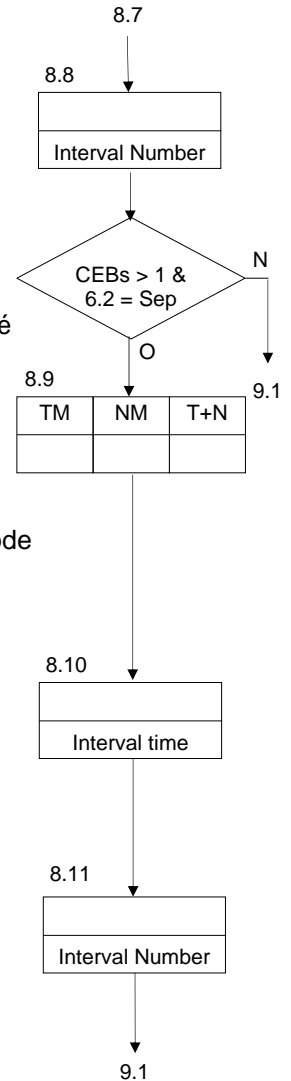 8.7
8.8
Interval Number
CEBs > 1 &
6.2 = Sep
N
é
O
9.1
8.9
TM NM T+N
de
8.10
Interval time
8.11
Interval Number
9.1